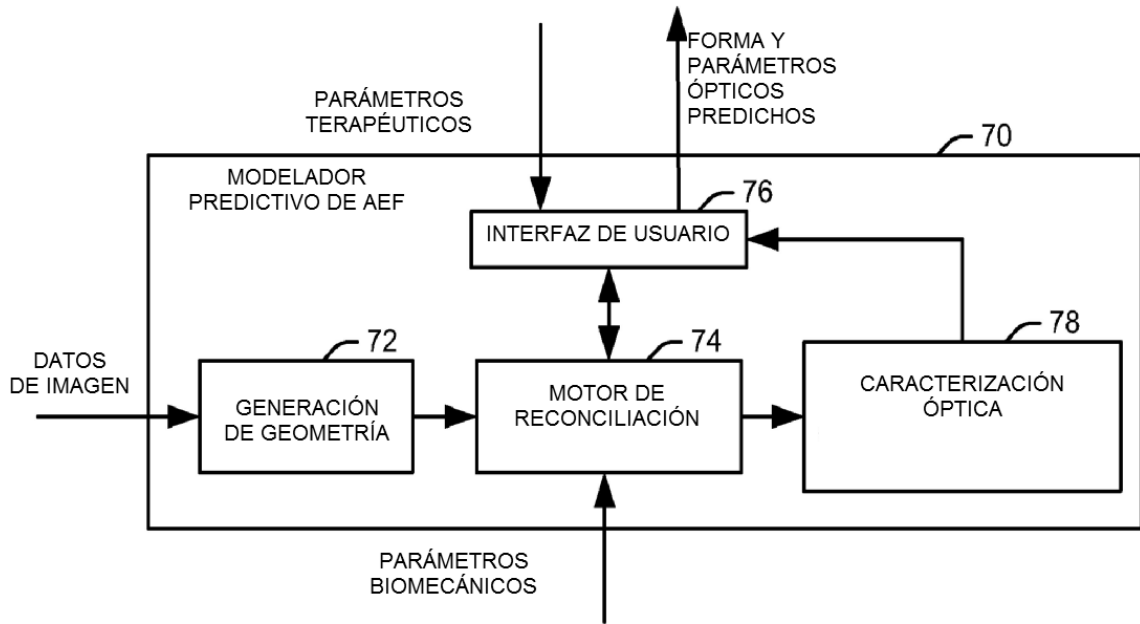 FORMA Y
PARÁMETROS
ÓPTICOS
PREDICHOS
PARÁMETROS
TERAPÉUTICOS
70
MODELADOR
PREDICTIVO DE AEF
76
INTERFAZ DE USUARIO
DATOS
DE IMAGEN
72
GENERACIÓN
DE GEOMETRÍA
74
MOTOR DE
RECONCILIACIÓN
78
CARACTERIZACIÓN
ÓPTICA
PARÁMETROS
BIOMECÁNICOS